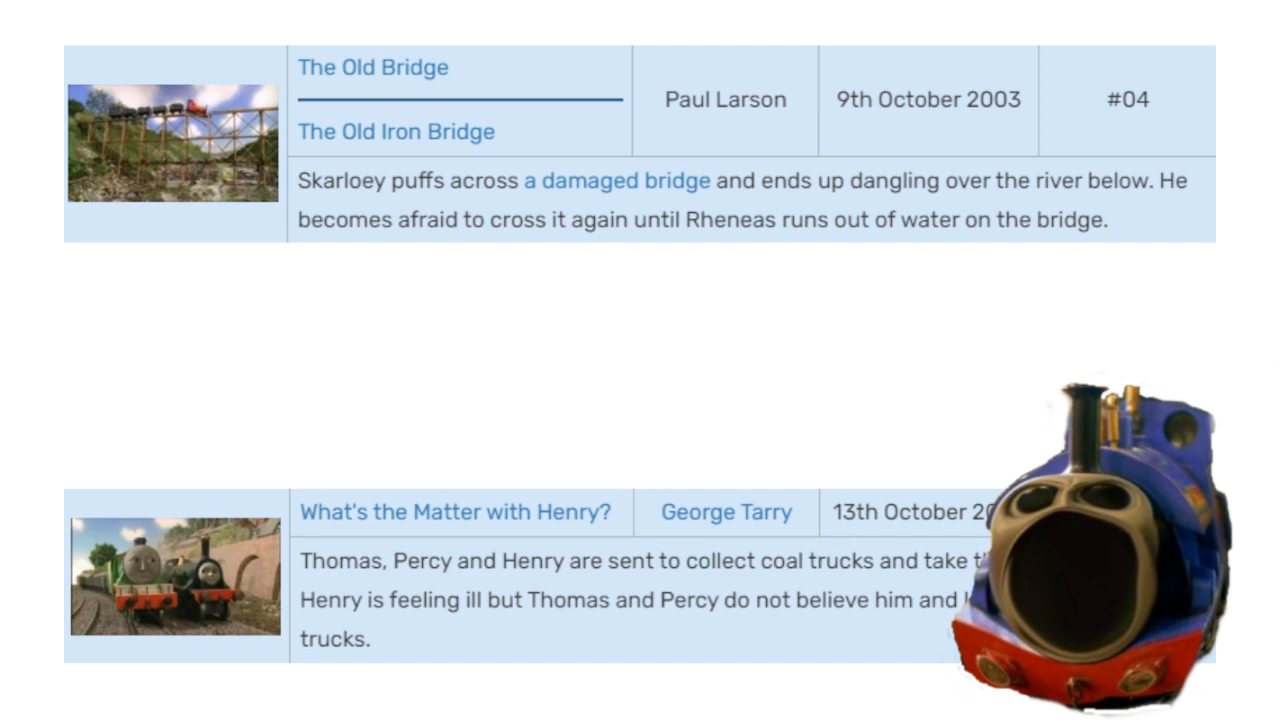 The Old Bridge
The Old Iron Bridge
Paul Larson
9th October 2003
#04
Skarloey puffs across a damaged bridge and ends up dangling over the river below. He
becomes afraid to cross it again until Rheneas runs out of water on the bridge.
What's the Matter with Henry?
George Tarry
13th October 20
Thomas, Percy and Henry are sent to collect coal trucks and take
Henry is feeling ill but Thomas and Percy do not believe him and
trucks.